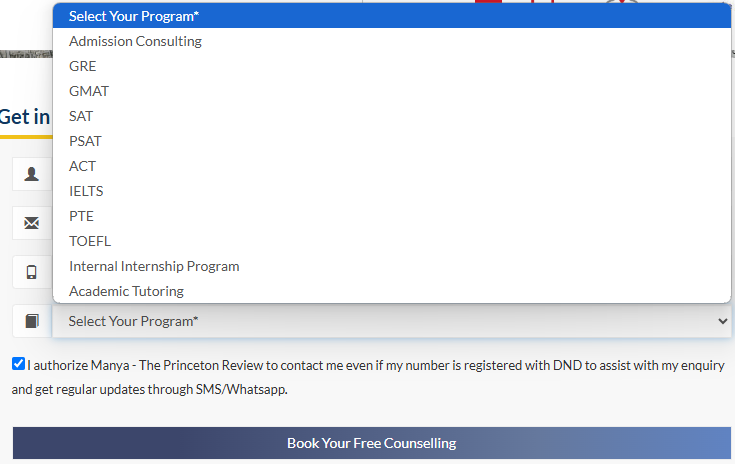 Select Your Program*
Admission Consulting
GRE
GMAT
SAT
PSAT
ACT
IELTS
PTE
TOEFL
Internal Internship Program
Academic Tutoring
Get in
Select Your Program*
I authorize Manya - The Princeton Review to contact me even if my number is registered with DND to assist with my enquiry
and get regular updates through SMS/Whatsapp.
Book Your Free Counselling